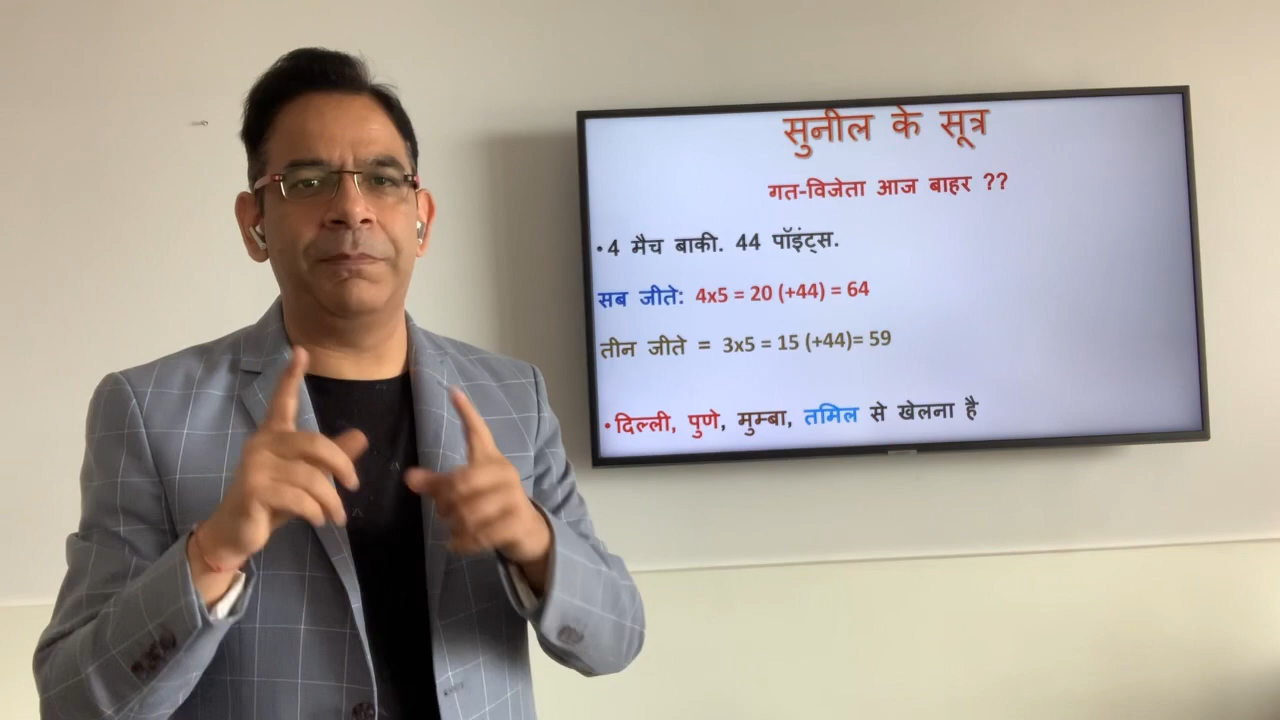 सुनील के सूत्र
गत-विजेता आज बाहर ??
•4 मैच बाकी. 44 पॉइंट्स.
सब जीते: 4x5 = 20 (+44) = 64
तीन जीते = 3x5 = 15 (+44)= 59
•दिल्ली, पुणे, मुम्बा, तमिल से खेलना है